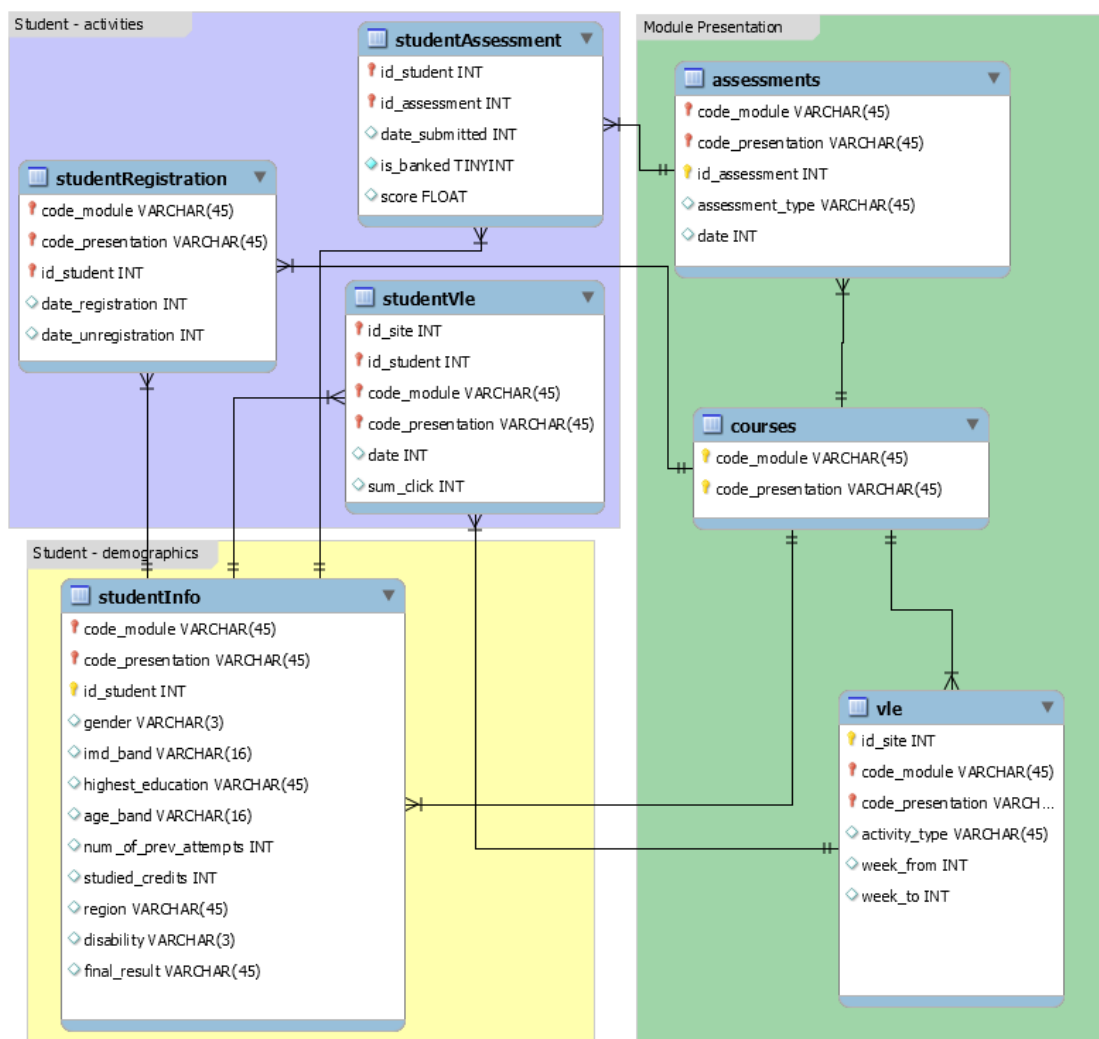 Student - activities
studentAssessment
id_student INT
id_assessment INT
date_submitted INT
is_banked TINYINT
score FLOAT
studentRegistration
code_module VARCHAR(45)
code_presentation VARCHAR(45)
id_student INT
date_registration INT
date_unregistration INT
studentVle
id_site INT
id_student INT
code_module VARCHAR(45)
code_presentation VARCHAR(45)
date INT
sum_click INT
Student - demographics
studentInfo
code_module VARCHAR(45)
code_presentation VARCHAR(45)
id_student INT
gender VARCHAR(3)
imd_band VARCHAR(16)
highest_education VARCHAR(45)
age_band VARCHAR(16)
num_of_prev_attempts INT
studied_credits INT
region VARCHAR(45)
disability VARCHAR(3)
final_result VARCHAR(45)
Module Presentation
assessments
code_module VARCHAR(45)
code_presentation VARCHAR(45)
id_assessment INT
assessment_type VARCHAR(45)
date INT
courses
code_module VARCHAR(45)
code_presentation VARCHAR(45)
vle
id_site INT
code_module VARCHAR(45)
code_presentation VARCH...
activity_type VARCHAR(45)
week_from INT
week_to INT